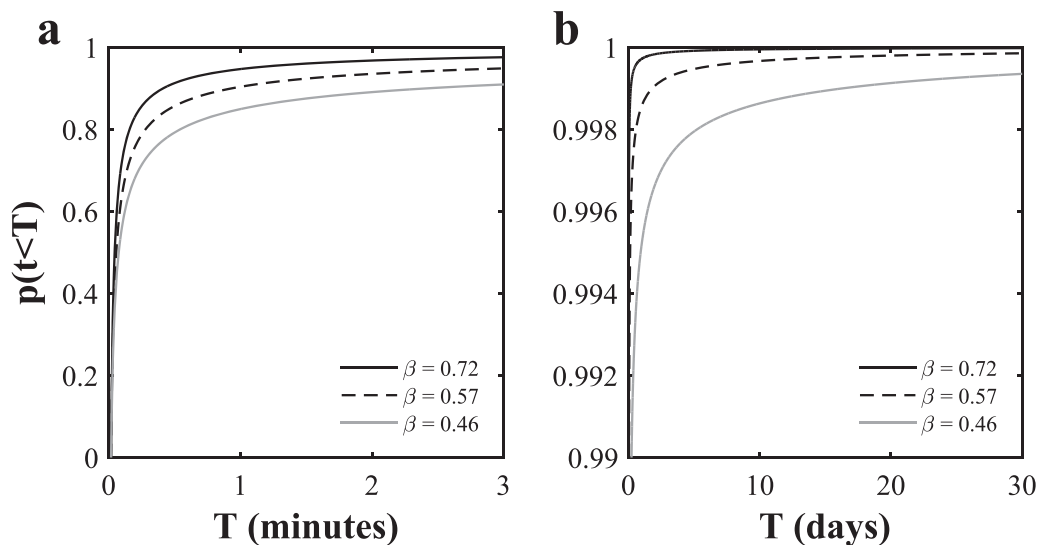 a
1
0.8
0.6
0.4
0.2
0
p(t<T)
β = 0.72
β = 0.57
β = 0.46
0 1 2 3
T (minutes)
b
1
0.998
0.996
0.994
0.992
0.99
β = 0.72
β = 0.57
β = 0.46
0 10 20 30
T (days)